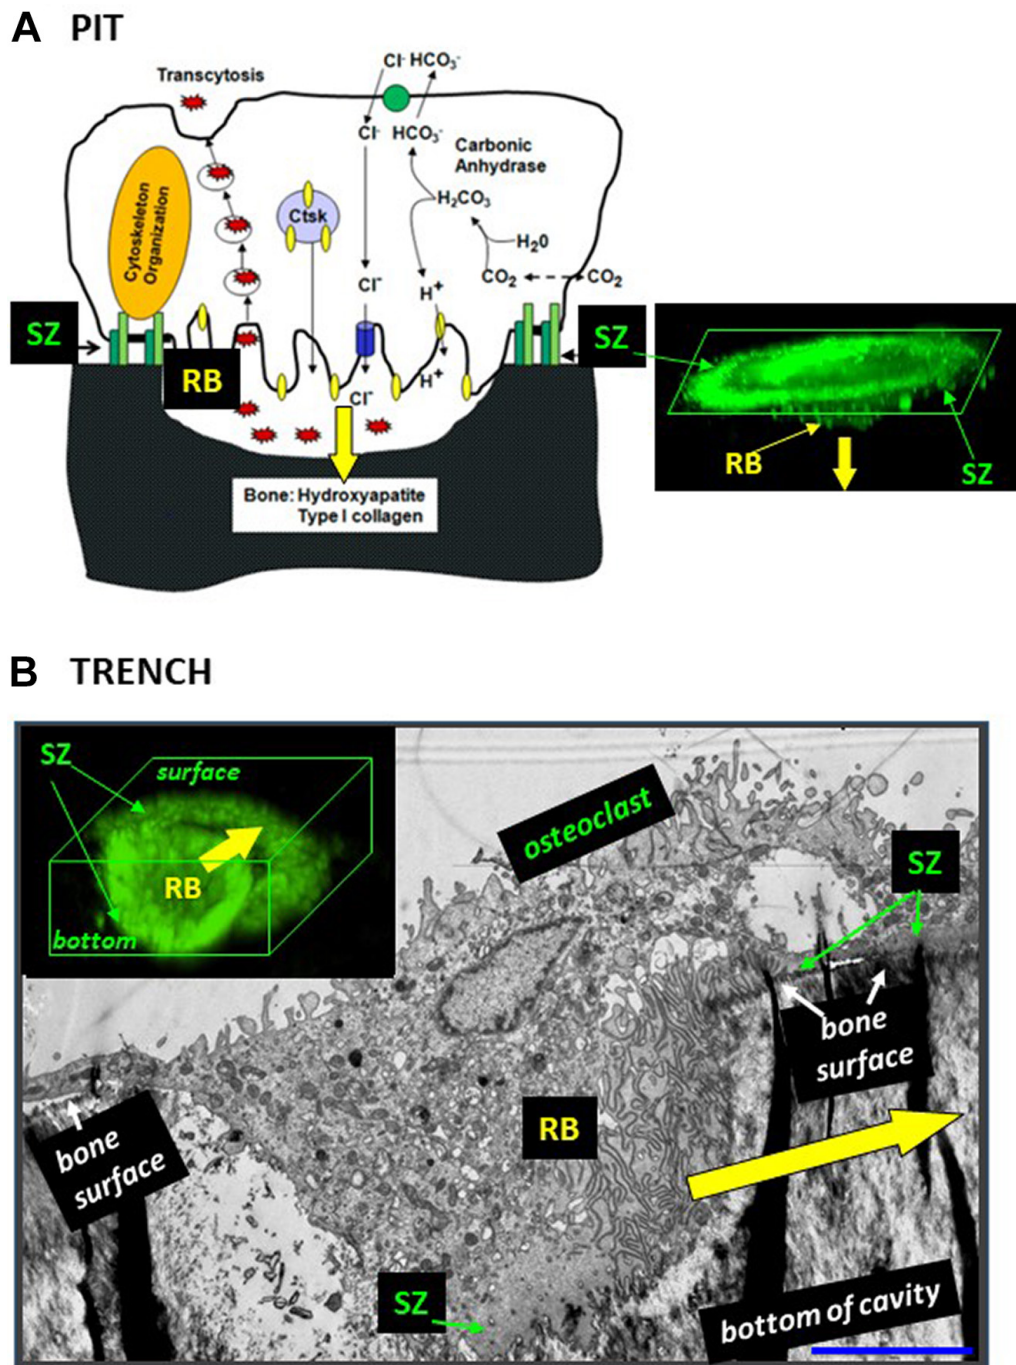 A PIT
Transcytosis
Cl- HCO3-
Cl- HCO3-
Carbonic
Anhydrase
H2CO3
Cytoskeleton
Organization
Ctsk
H20
CO2
CO2
Cl-
H+
SZ
SZ
RB
H+
Cl-
RB
SZ
Bone: Hydroxyapatite
Type I collagen
B TRENCH
SZ
surface
RB
bottom
osteoclast
SZ
bone
surface
bone
surface
RB
SZ
bottom of cavity